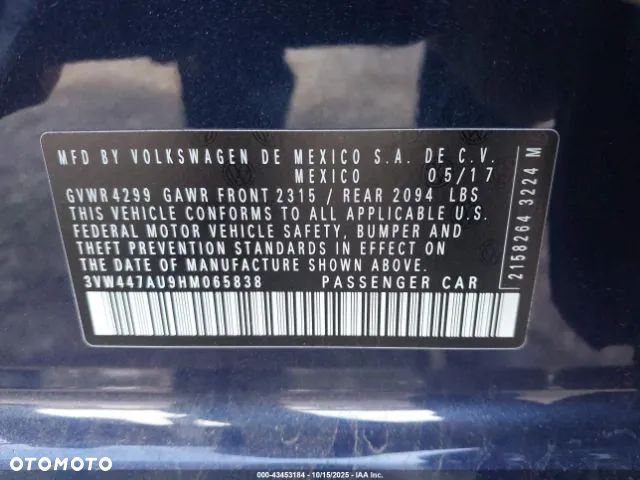 MFD BY VOLKSWAGEN DE MEXICO S.A. DE C.V.
MEXICO 05/17
GVWR 4299 GAWR FRONT 2315 / REAR 2094 LBS
THIS VEHICLE CONFORMS TO ALL APPLICABLE U.S.
FEDERAL MOTOR VEHICLE SAFETY, BUMPER AND
THEFT PREVENTION STANDARDS IN EFFECT ON
THE DATE OF MANUFACTURE SHOWN ABOVE.
3VW447AU9HM065838 PASSENGER CAR
2158264 3224 M
OTOMOTO
000-43453184 - 10/15/2025 - IAA Inc.